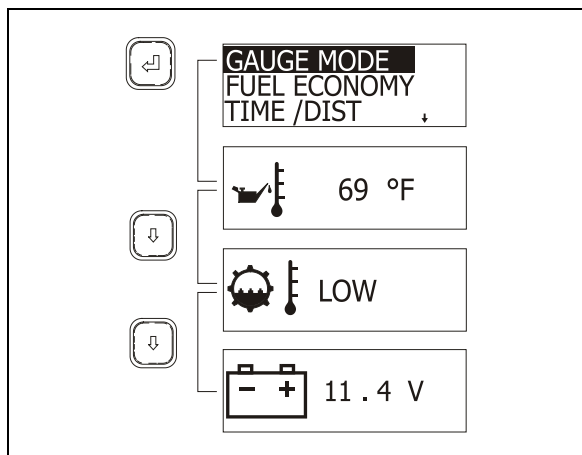 GAUGE MODE
FUEL ECONOMY
TIME /DIST
69 °F
LOW
11 . 4 V